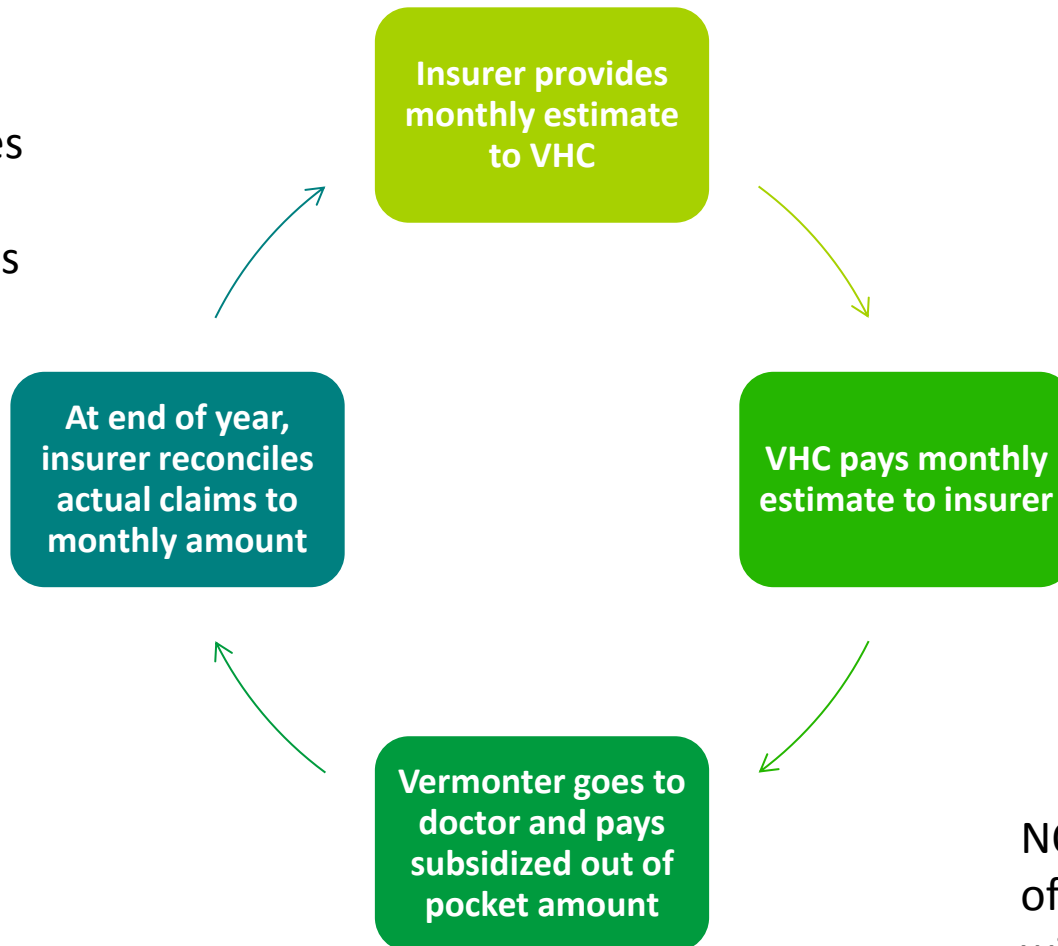 Insurer provides
monthly estimate
to VHC
VHC pays monthly
estimate to insurer
Vermonter goes to
doctor and pays
subsidized out of
pocket amount
At end of year,
insurer reconciles
actual claims to
monthly amount
of